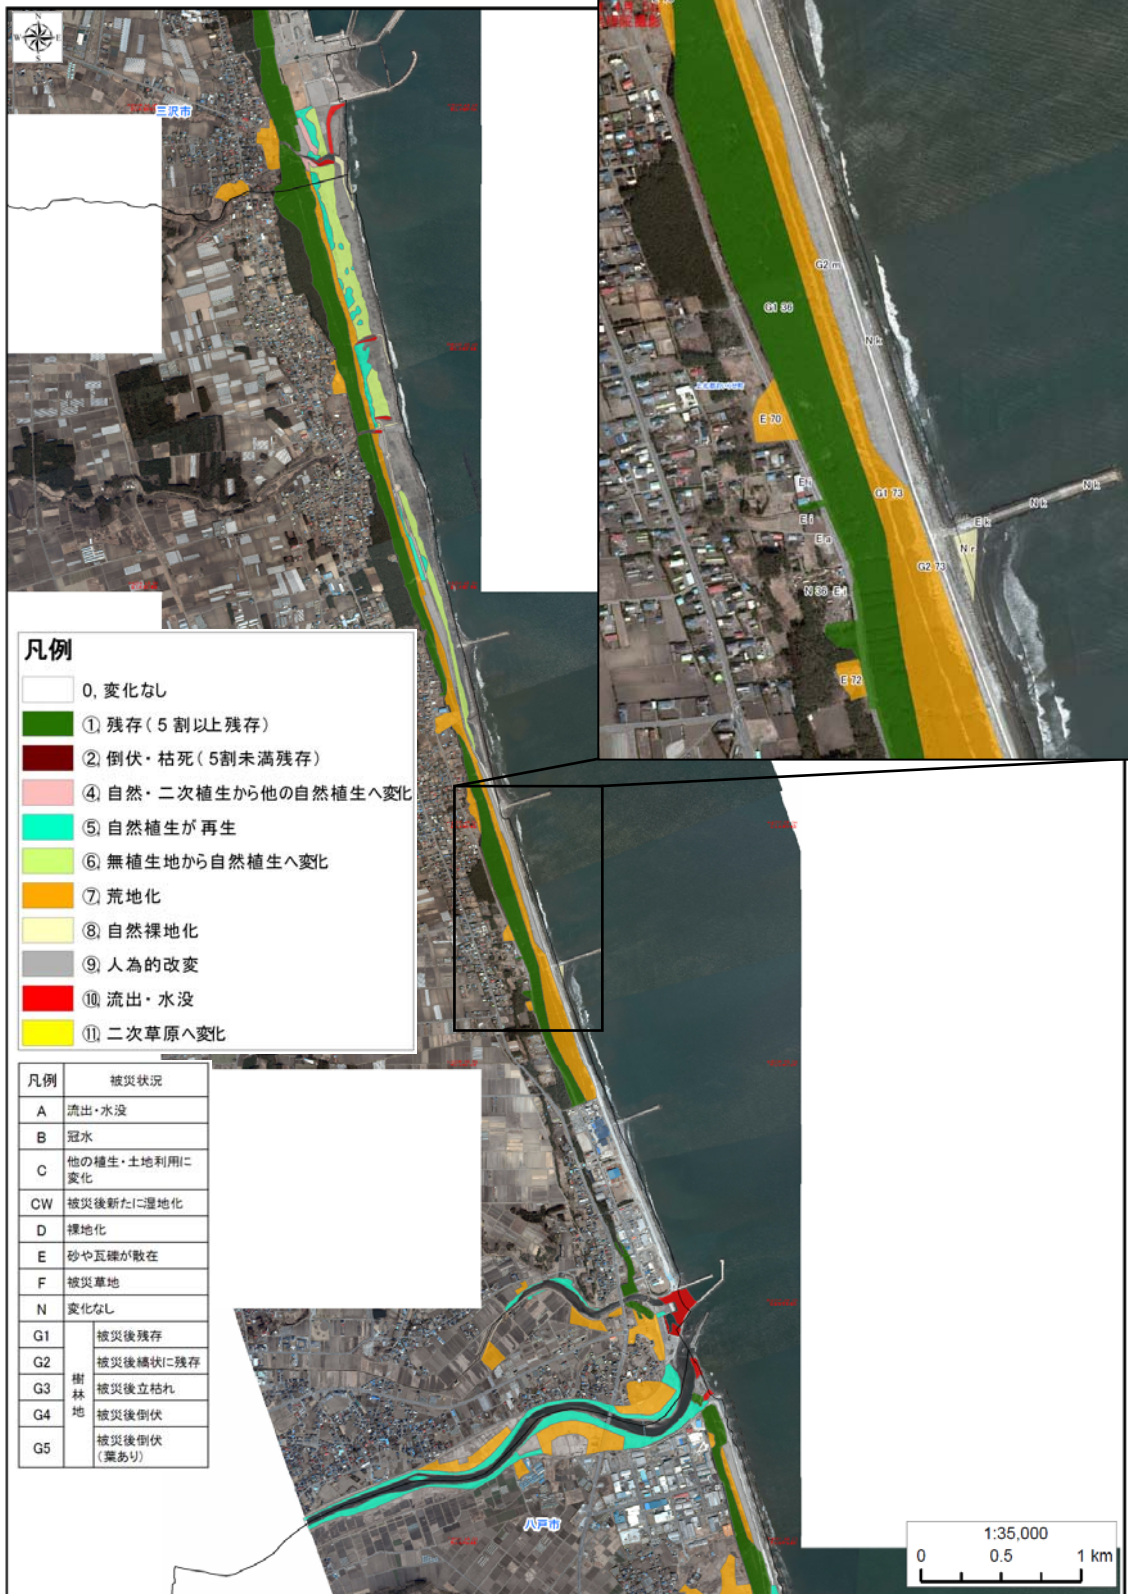 N
W E
S
三沢市
G2 m
G1 36
N k
E 70
G1 73
E i
E i
E a
N k
N k
E k
N r
G2 73
N 36 E i
E 72
凡例
0, 変化なし
①, 残存(5割以上残存)
②, 倒伏・枯死(5割未満残存)
④, 自然・二次植生から他の自然植生へ変化
⑤, 自然植生が再生
⑥, 無植生地から自然植生へ変化
⑦, 荒地化
⑧, 自然裸地化
⑨, 人為的改変
⑩, 流出・水没
⑪, 二次草原へ変化
凡例 被災状況
A 流出・水没
B 冠水
C 他の植生・土地利用に
変化
CW 被災後新たに湿地化
D 裸地化
E 砂や瓦礫が散在
F 被災草地
N 変化なし
樹林地
G1 被災後残存
G2 被災後縞状に残存
G3 被災後立枯れ
G4 被災後倒伏
G5 被災後倒伏
(葉あり)
八戸市
1:35,000
0 0.5 1 km